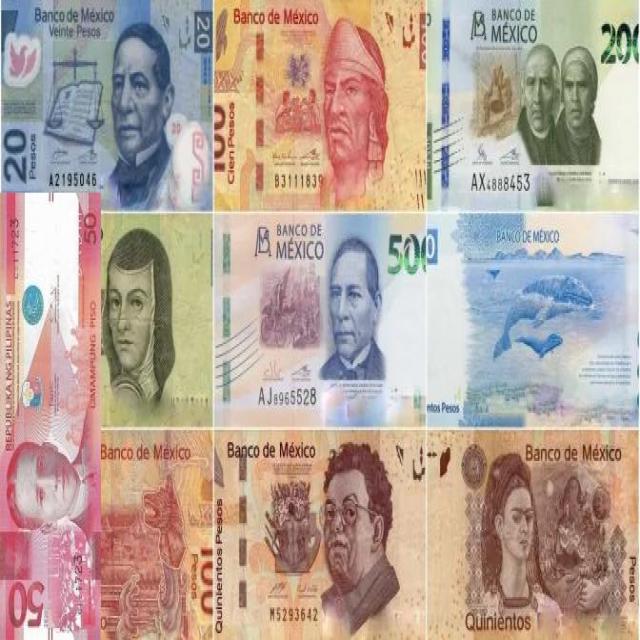 Banco de México
Veinte Pesos
20
20
Pesos
A2195046
Banco de México
100
Cien Pesos
B3111839
BANCO DE
MÉXICO
200
AX4888453
50
REPUBLIKA NG PILIPINAS
LIMAMPUNG PISO
50
BANCO DE
MÉXICO
500
AJ8965528
BANCO DE MÉXICO
ntos Pesos
Banco de México
100
Pesos
Banco de México
Quinientos Pesos
M5293642
Banco de México
Quinientos
Pesos